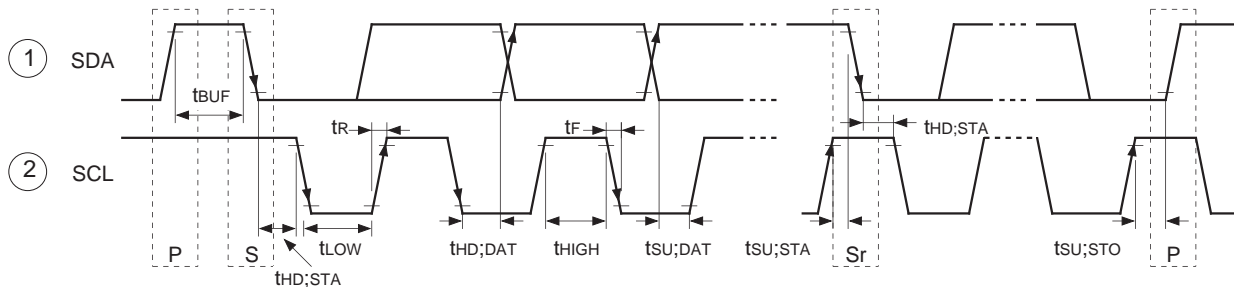 1 SDA
tBUF
tR
tF
tHD;STA
2 SCL
P
S
tLOW
tHD;DAT
tHIGH
tSU;DAT
tSU;STA
Sr
tSU;STO
P
tHD;STA